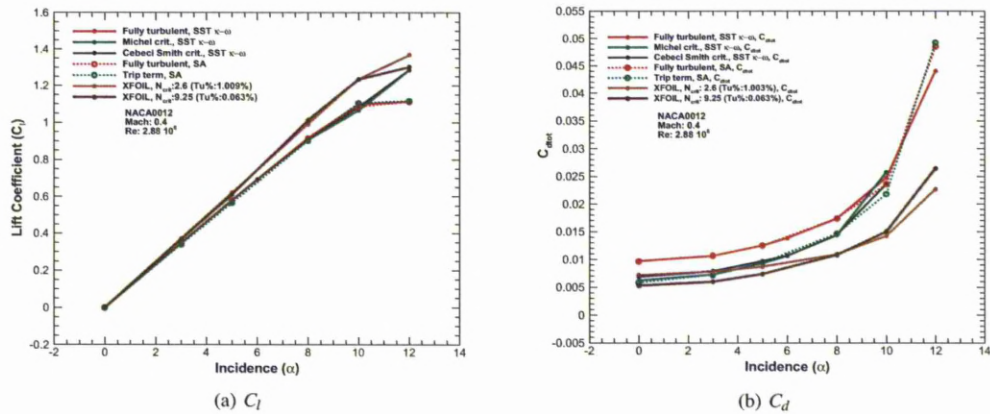 1.6
1.4
1.2
1
0.8
0.6
0.4
0.2
0
-0.2
Lift Coefficient (Cl)
Fully turbulent, SST κ-ω
Michel crit., SST κ-ω
Cebeci Smith crit., SST κ-ω
Fully turbulent, SA
Trip term, SA
XFOIL, Ncrit:2.6 (Tu%:1.009%)
XFOIL, Ncrit:9.25 (Tu%:0.063%)
NACA0012
Mach: 0.4
Re: 2.88 10⁶
-2 0 2 4 6 8 10 12 14
Incidence (α)
(a) Cl
0.055
0.05
0.045
0.04
0.035
0.03
0.025
0.02
0.015
0.01
0.005
0
-0.005
Cdtot
Fully turbulent, SST κ-ω, Cdtot
Michel crit., SST κ-ω, Cdtot
Cebeci Smith crit., SST κ-ω, Cdtot
Fully turbulent, SA, Cdtot
Trip term, SA, Cdtot
XFOIL, Ncrit: 2.6 (Tu%:1.003%), Cdtot
XFOIL, Ncrit: 9.25 (Tu%:0.063%), Cdtot
NACA0012
Mach: 0.4
Re: 2.88 10⁶
-2 0 2 4 6 8 10 12 14
Incidence (α)
(b) Cd